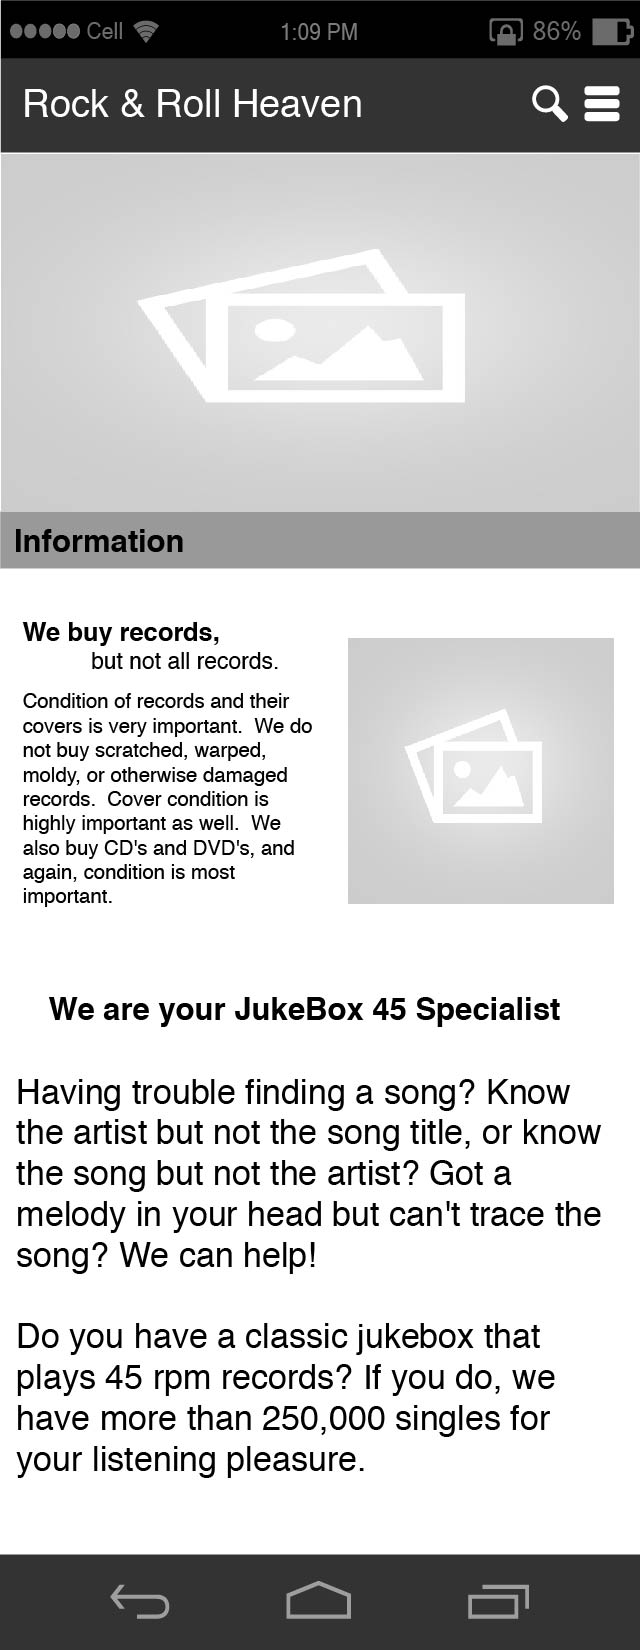 Cell 1:09 PM 86%
Rock & Roll Heaven
Information
We buy records,
but not all records.
Condition of records and their
covers is very important.  We do
not buy scratched, warped,
moldy, or otherwise damaged
records.  Cover condition is
highly important as well.  We
also buy CD's and DVD's, and
again, condition is most
important.
We are your JukeBox 45 Specialist
Having trouble finding a song? Know
the artist but not the song title, or know
the song but not the artist? Got a
melody in your head but can't trace the
song? We can help!
Do you have a classic jukebox that
plays 45 rpm records? If you do, we
have more than 250,000 singles for
your listening pleasure.